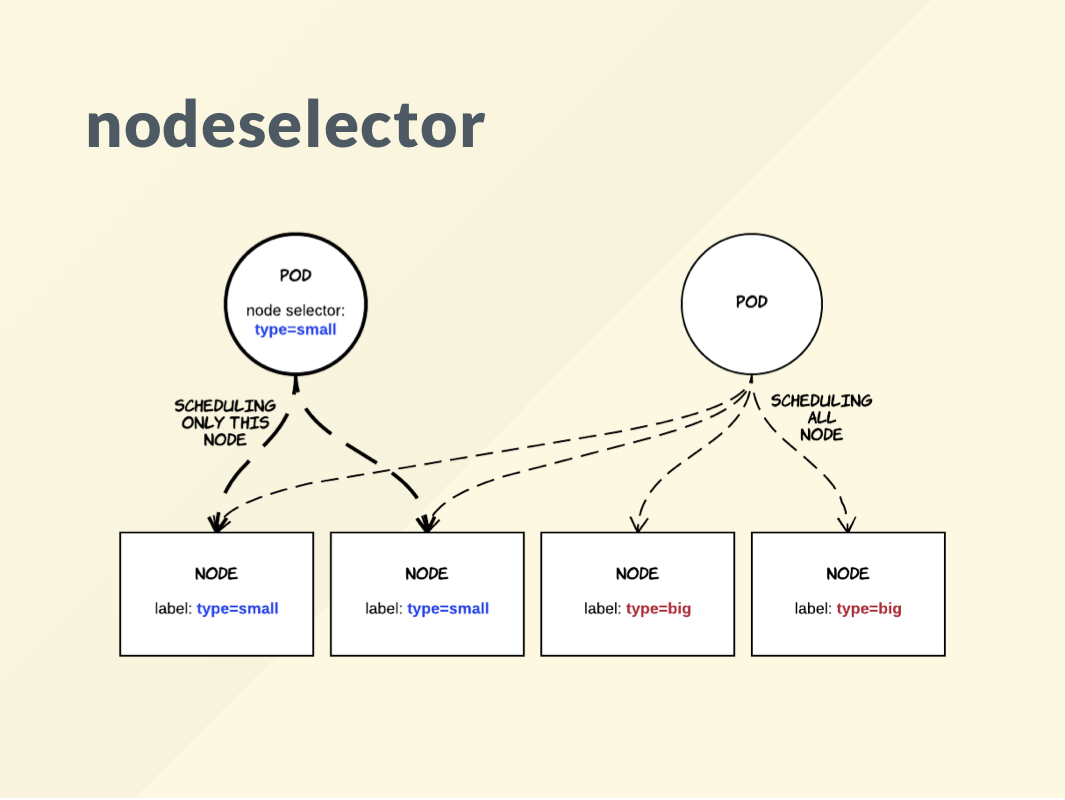 nodeselector
POD
node selector:
type=small
POD
SCHEDULING
ONLY THIS
NODE
SCHEDULING
ALL
NODE
NODE
label: type=small
NODE
label: type=small
NODE
label: type=big
NODE
label: type=big